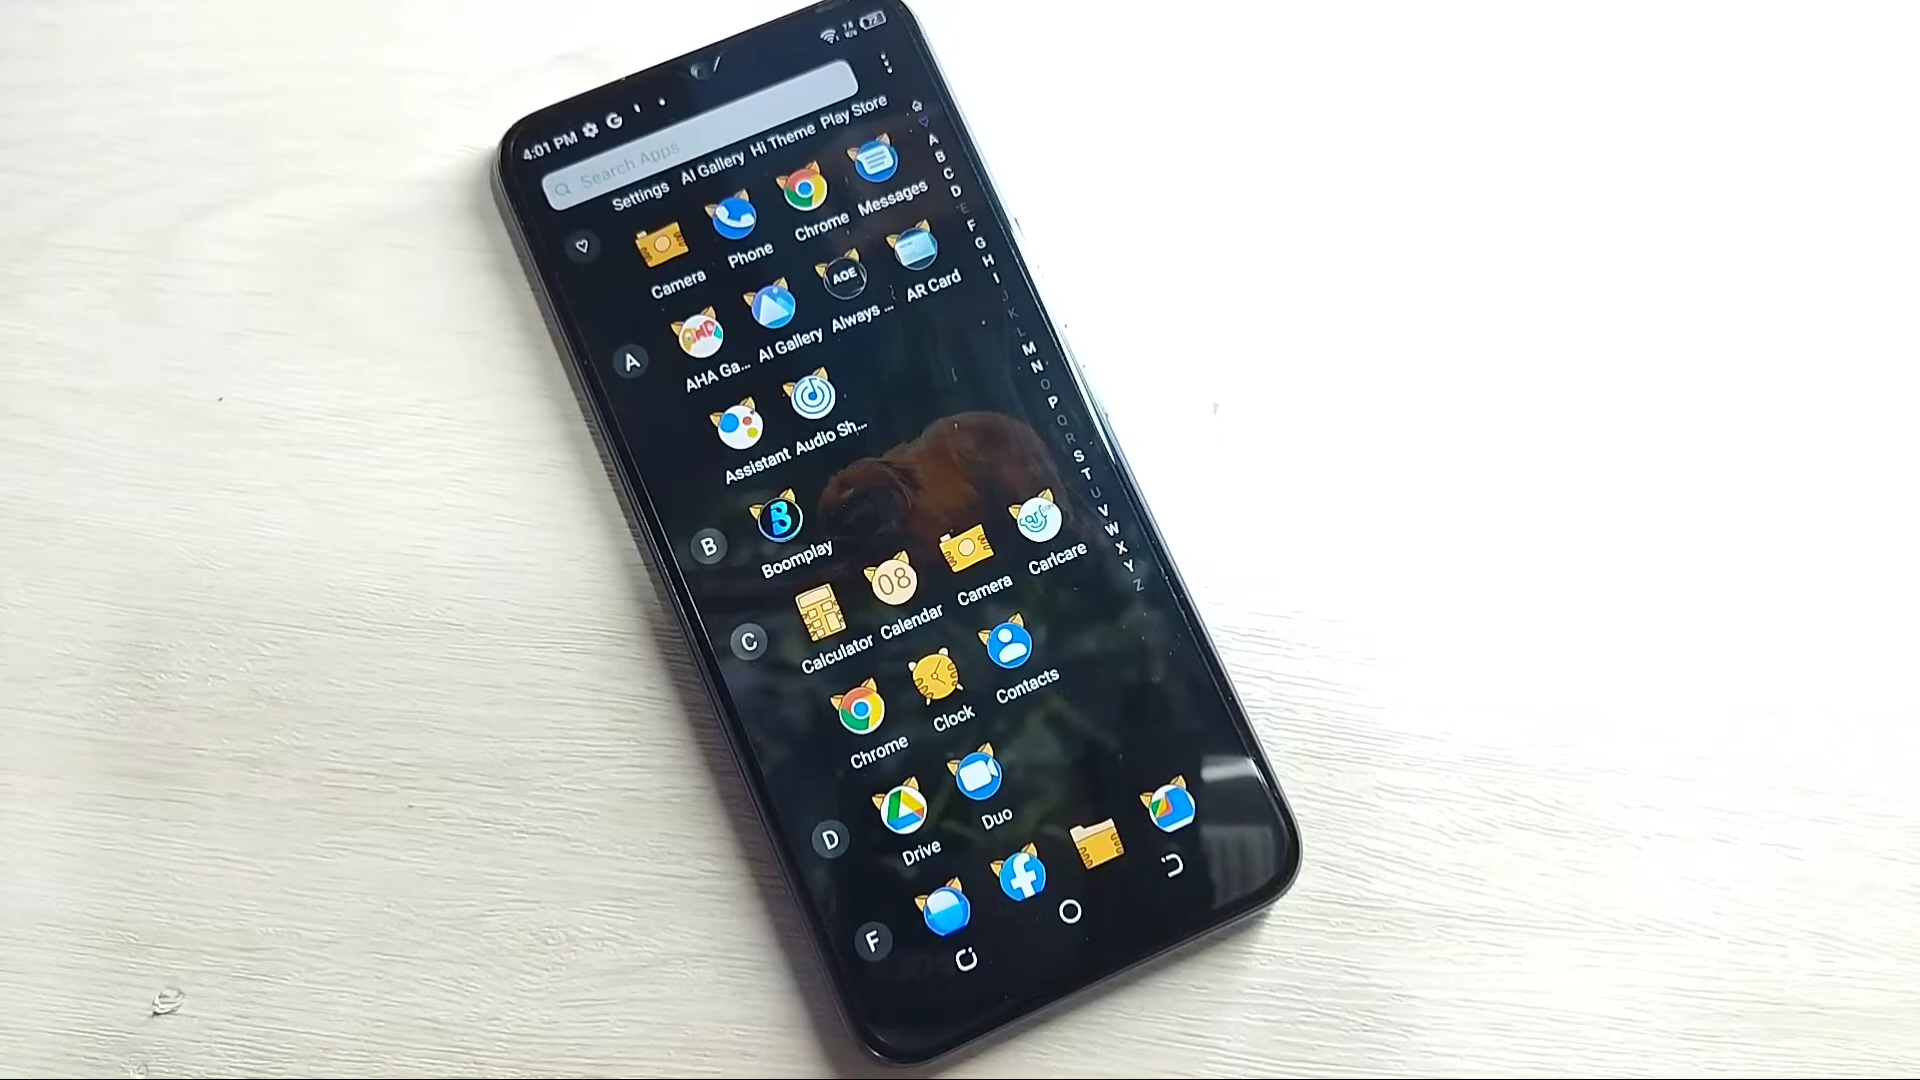 4:01 PM G 72
Search Apps
Settings AI Gallery Hi Theme Play Store
Camera Phone Chrome Messages
A AHA Ga... AI Gallery AOE Always ... AR Card
Assistant Audio Sh...
B Boomplay
C Calculator 08 Calendar Camera Carlcare
Chrome Clock Contacts
D Drive Duo
F
A
B
C
D
E
F
G
H
I
J
K
L
M
N
O
P
Q
R
S
T
U
V
W
X
Y
Z